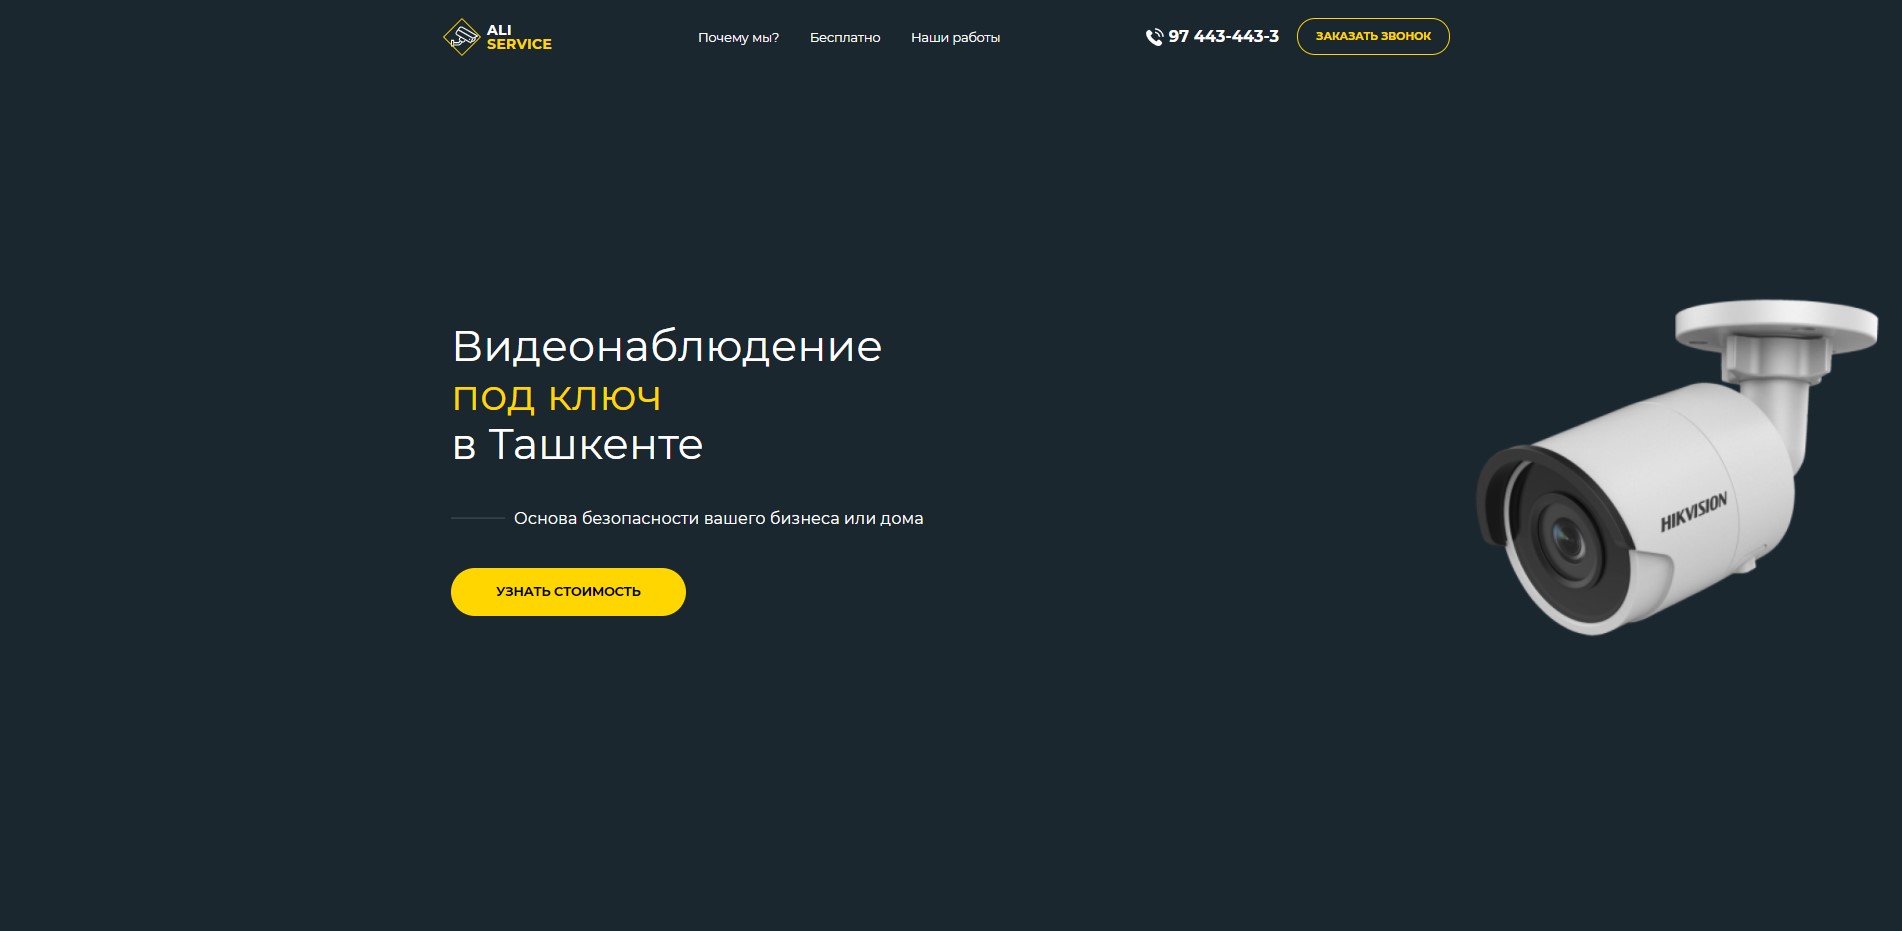 ALI
SERVICE
Почему мы?
Бесплатно
Наши работы
97 443-443-3
ЗАКАЗАТЬ ЗВОНОК
Видеонаблюдение
под ключ
в Ташкенте
Основа безопасности вашего бизнеса или дома
УЗНАТЬ СТОИМОСТЬ
HIKVISION